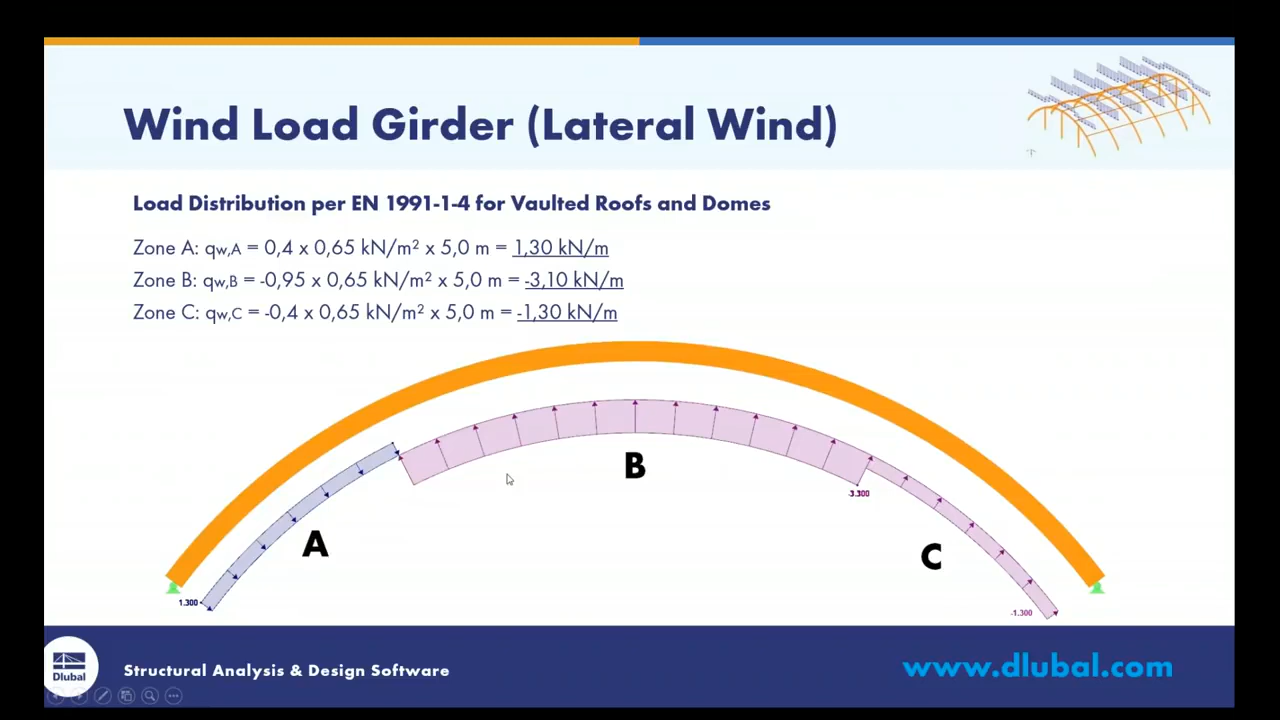 Wind Load Girder (Lateral Wind)
Load Distribution per EN 1991-1-4 for Vaulted Roofs and Domes
Zone A: qw,A = 0,4 x 0,65 kN/m² x 5,0 m = 1,30 kN/m
Zone B: qw,B = -0,95 x 0,65 kN/m² x 5,0 m = -3,10 kN/m
Zone C: qw,C = -0,4 x 0,65 kN/m² x 5,0 m = -1,30 kN/m
B
-3.300
A
C
1.300
-1.300
Dlubal
Structural Analysis & Design Software
www.dlubal.com